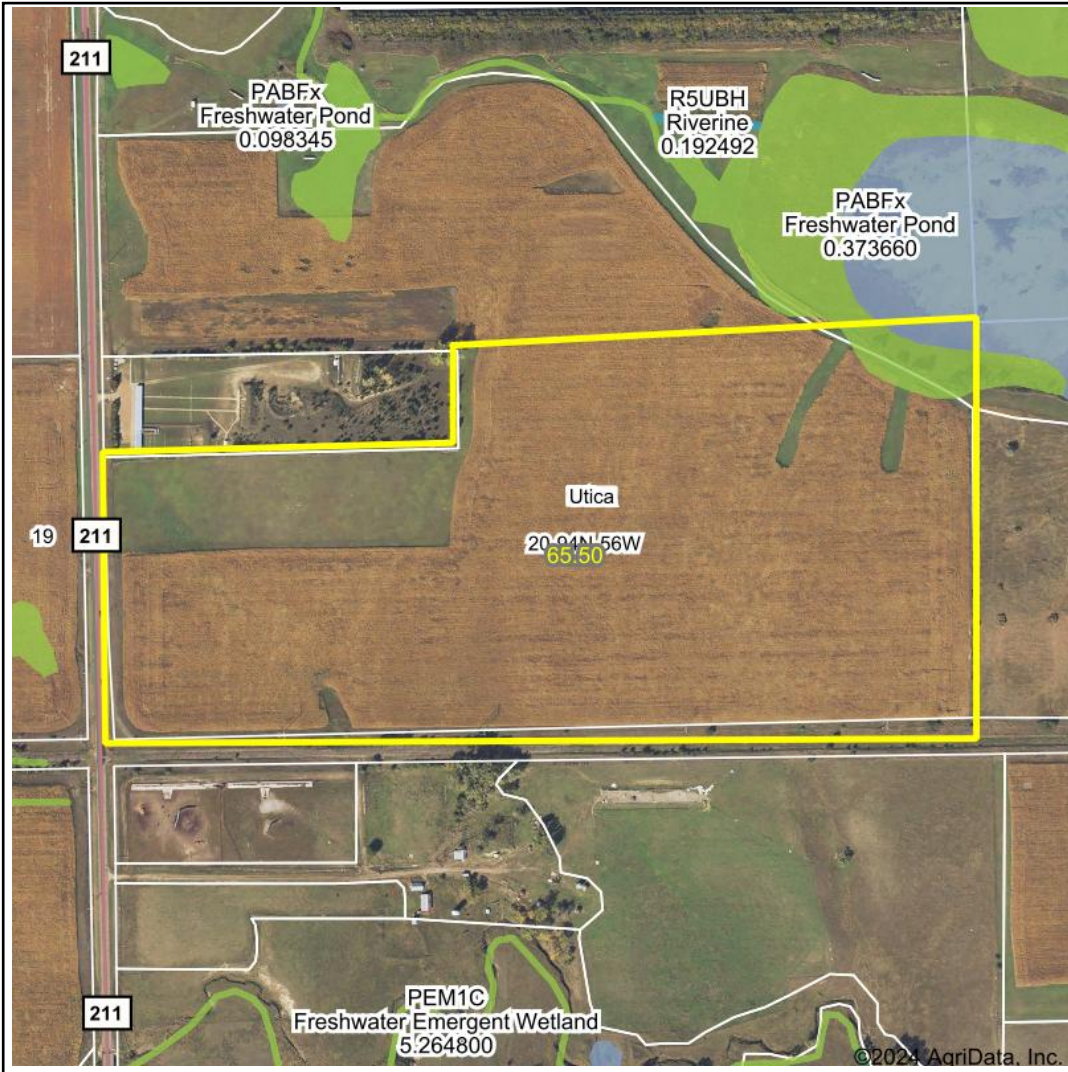 211
PABFx
Freshwater Pond
0.098345
R5UBH
Riverine
0.192492
PABFx
Freshwater Pond
0.373660
Utica
19
211
20-94N-56W
65.50
211
PEM1C
Freshwater Emergent Wetland
5.264800
©2024 AgriData, Inc.